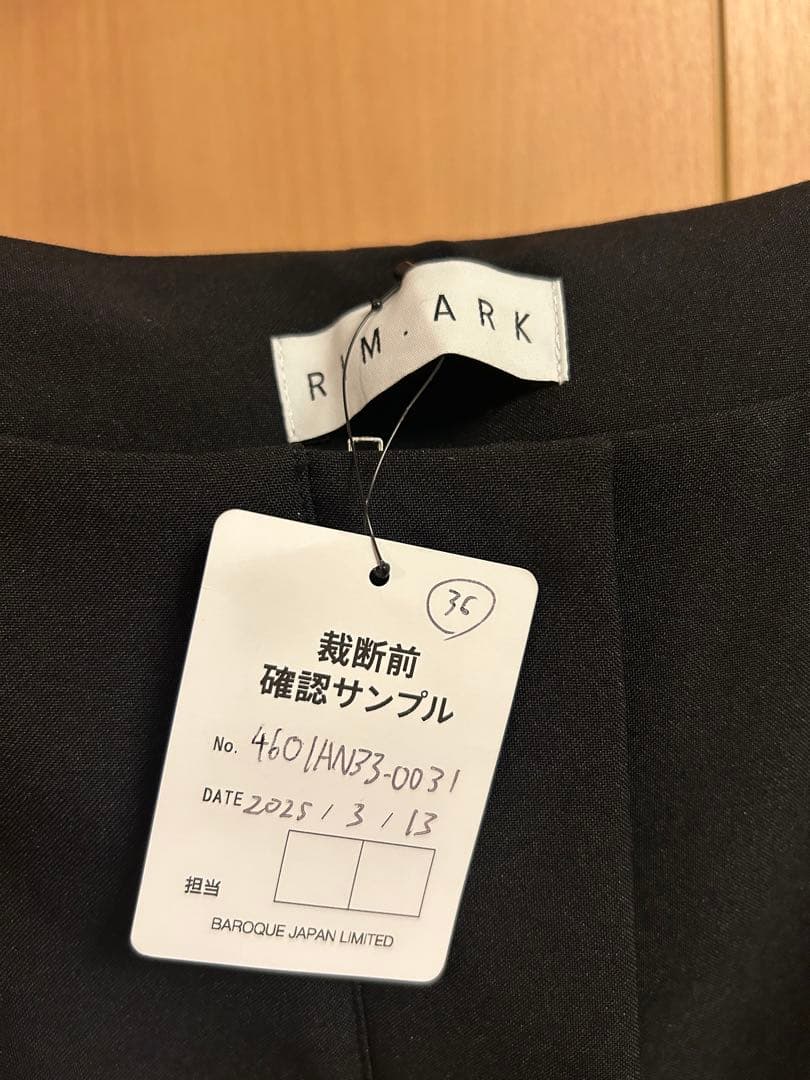 RIM.ARK
36
裁断前
確認サンプル
No. 4601AN33-0031
DATE 2025/3/13
担当
BAROQUE JAPAN LIMITED